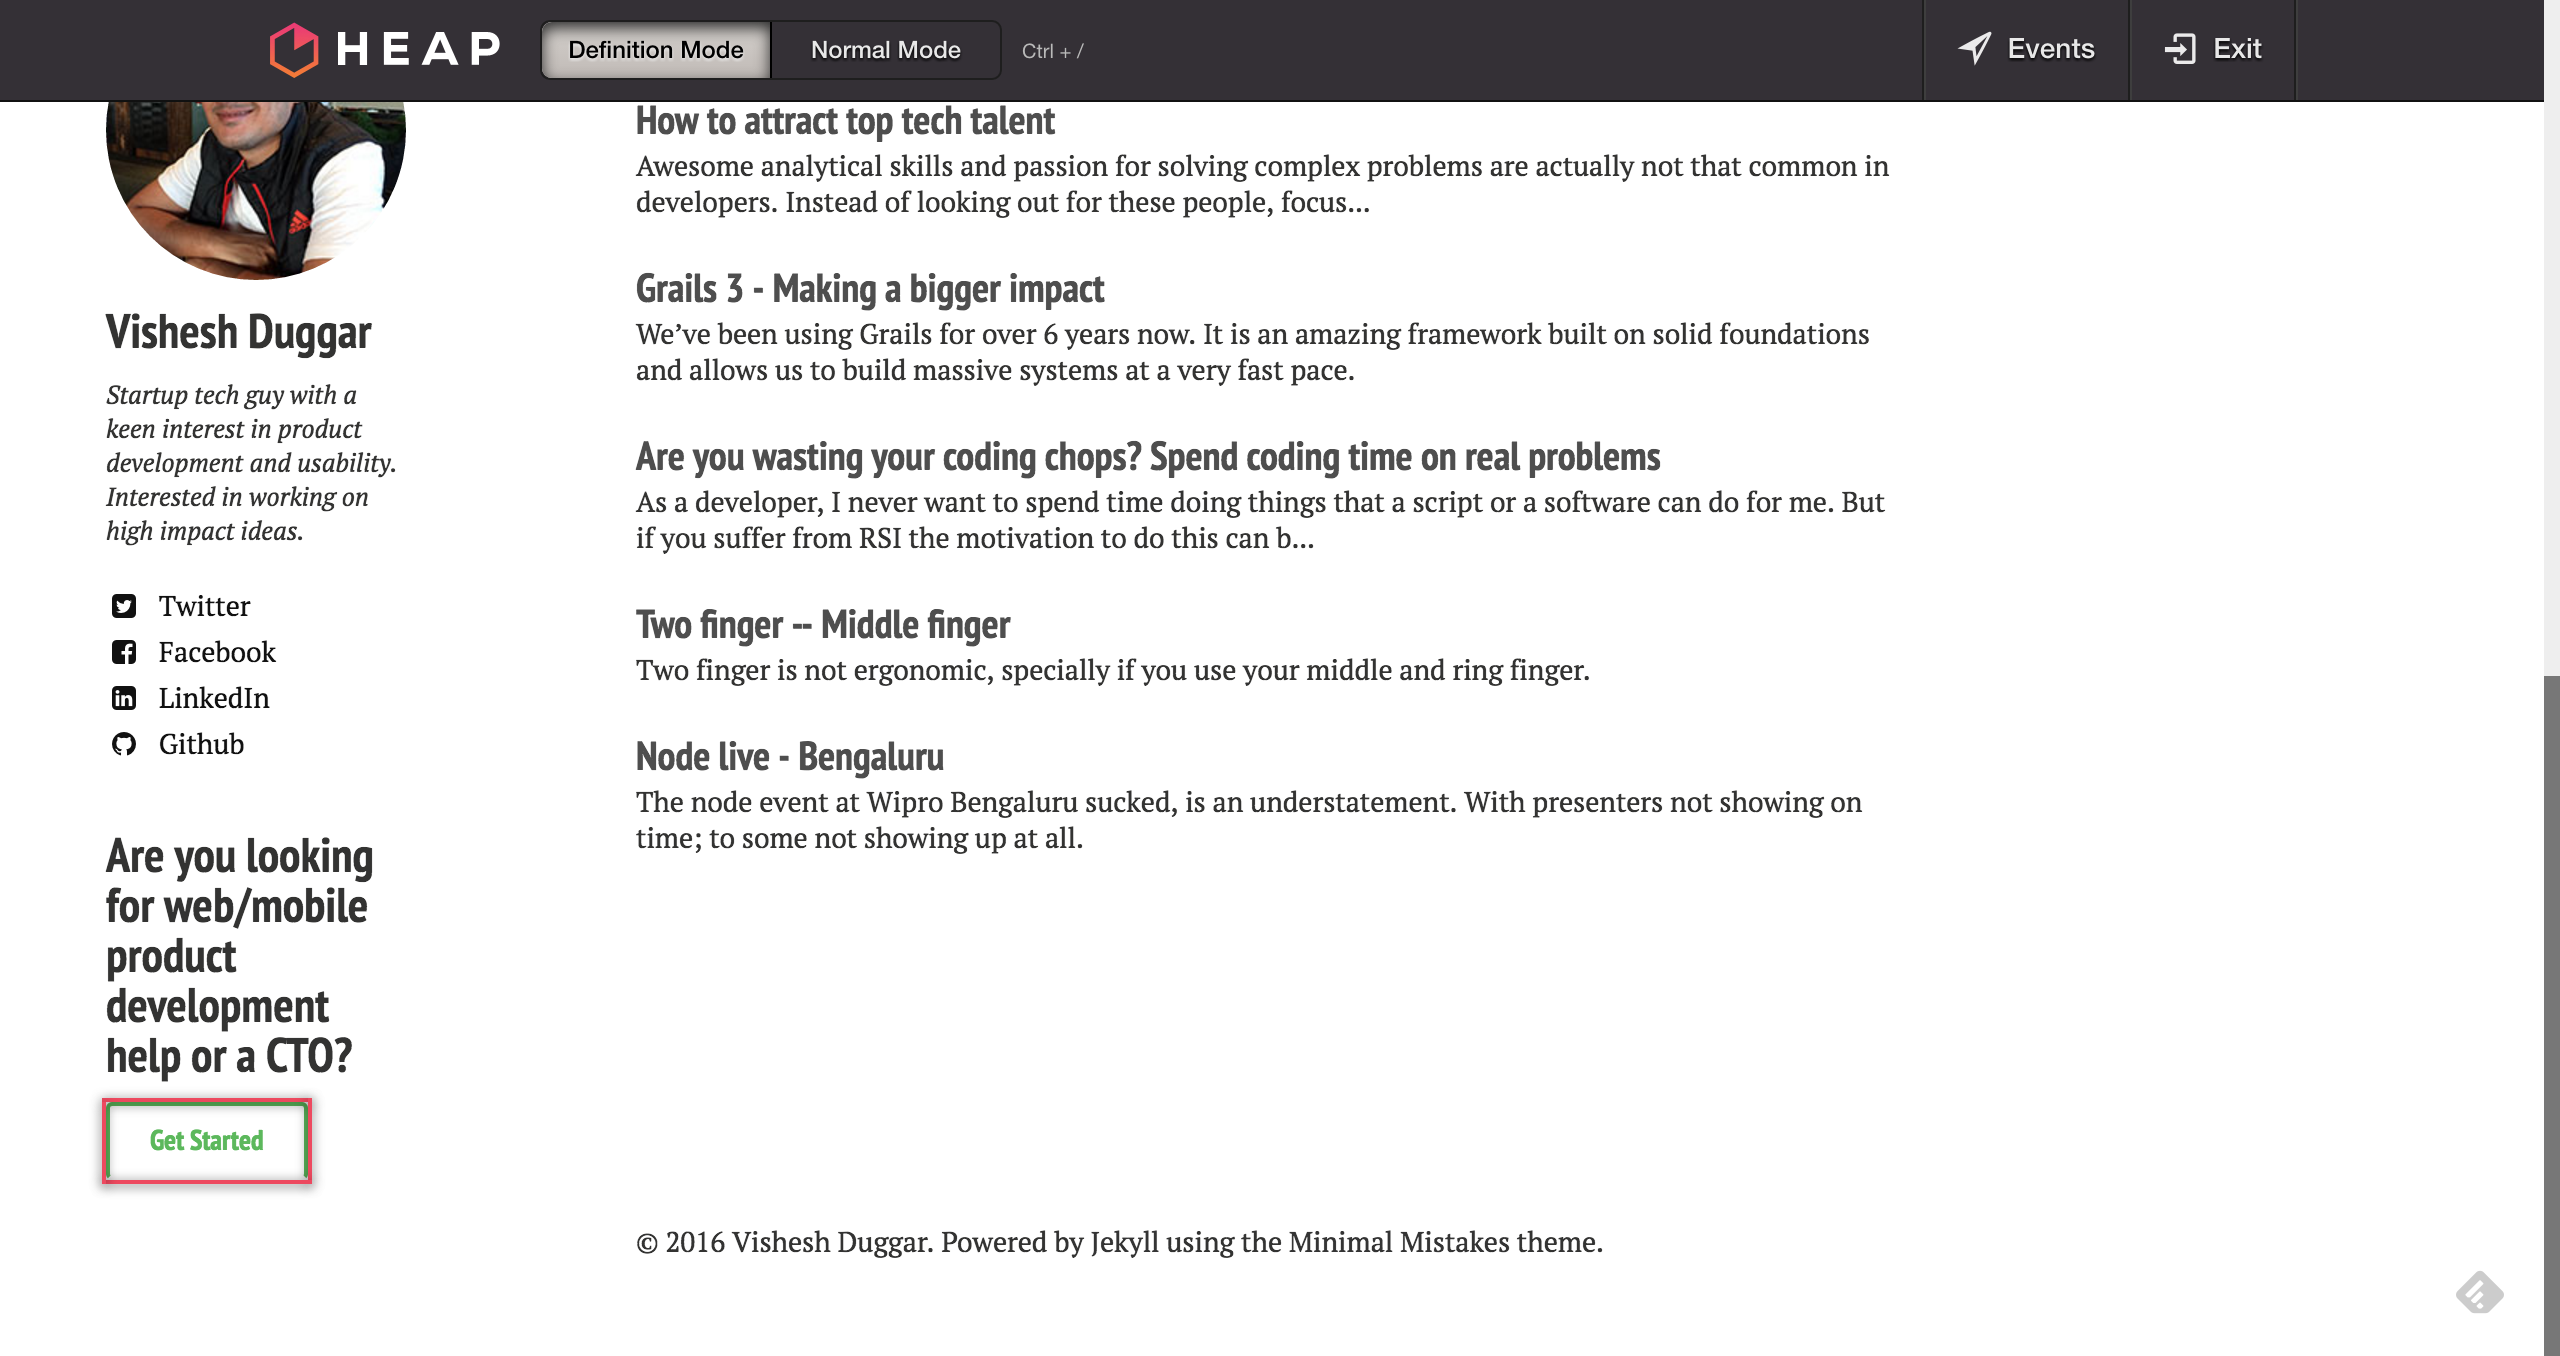 HEAP
Definition Mode
Normal Mode
Ctrl + /
Events
Exit
Vishesh Duggar
Startup tech guy with a
keen interest in product
development and usability.
Interested in working on
high impact ideas.
Twitter
Facebook
LinkedIn
Github
Are you looking
for web/mobile
product
development
help or a CTO?
Get Started
How to attract top tech talent
Awesome analytical skills and passion for solving complex problems are actually not that common in
developers. Instead of looking out for these people, focus...
Grails 3 - Making a bigger impact
We’ve been using Grails for over 6 years now. It is an amazing framework built on solid foundations
and allows us to build massive systems at a very fast pace.
Are you wasting your coding chops? Spend coding time on real problems
As a developer, I never want to spend time doing things that a script or a software can do for me. But
if you suffer from RSI the motivation to do this can b...
Two finger -- Middle finger
Two finger is not ergonomic, specially if you use your middle and ring finger.
Node live - Bengaluru
The node event at Wipro Bengaluru sucked, is an understatement. With presenters not showing on
time; to some not showing up at all.
© 2016 Vishesh Duggar. Powered by Jekyll using the Minimal Mistakes theme.